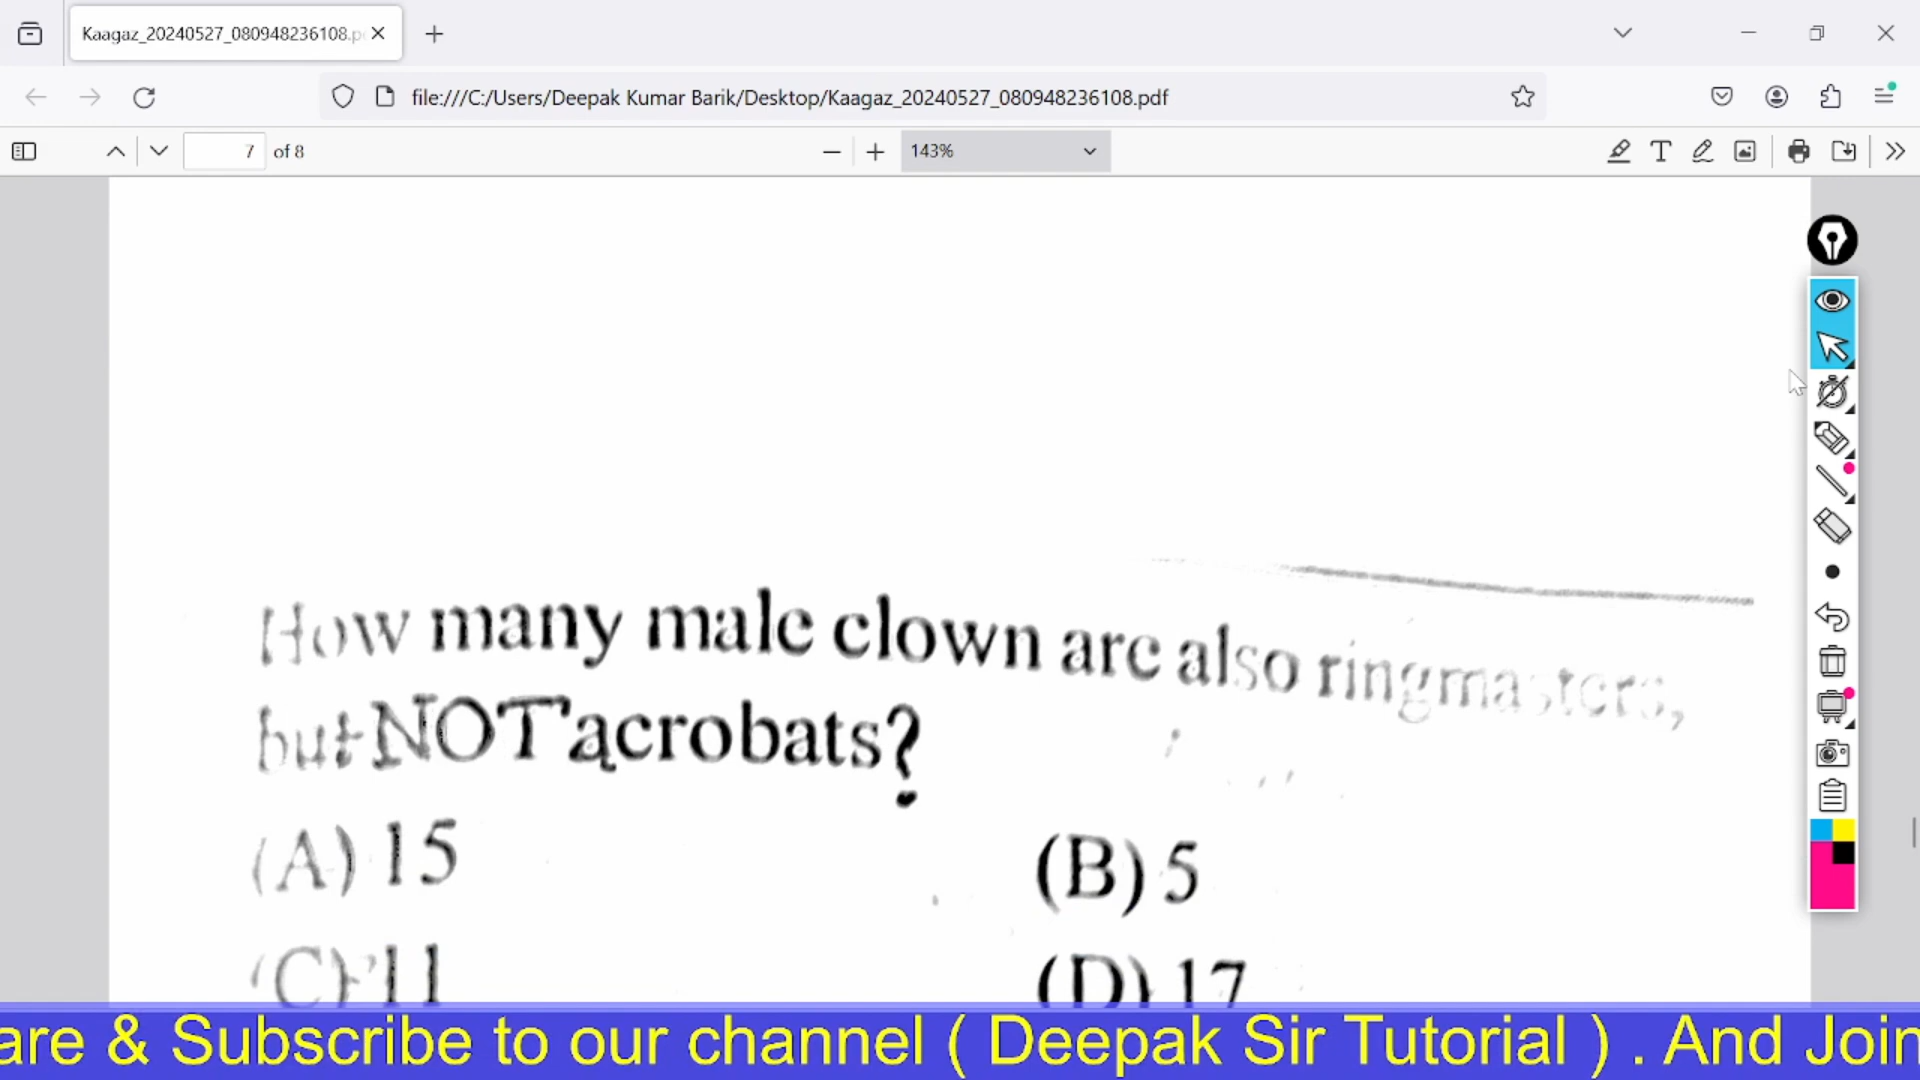 Kaagaz_20240527_080948236108.p
file:///C:/Users/Deepak Kumar Barik/Desktop/Kaagaz_20240527_080948236108.pdf
7 of 8
143%
How many male clown are also ringmasters,
but NOT acrobats?
(A) 15
(B) 5
(C) 11
(D) 17
are & Subscribe to our channel ( Deepak Sir Tutorial ) . And Join